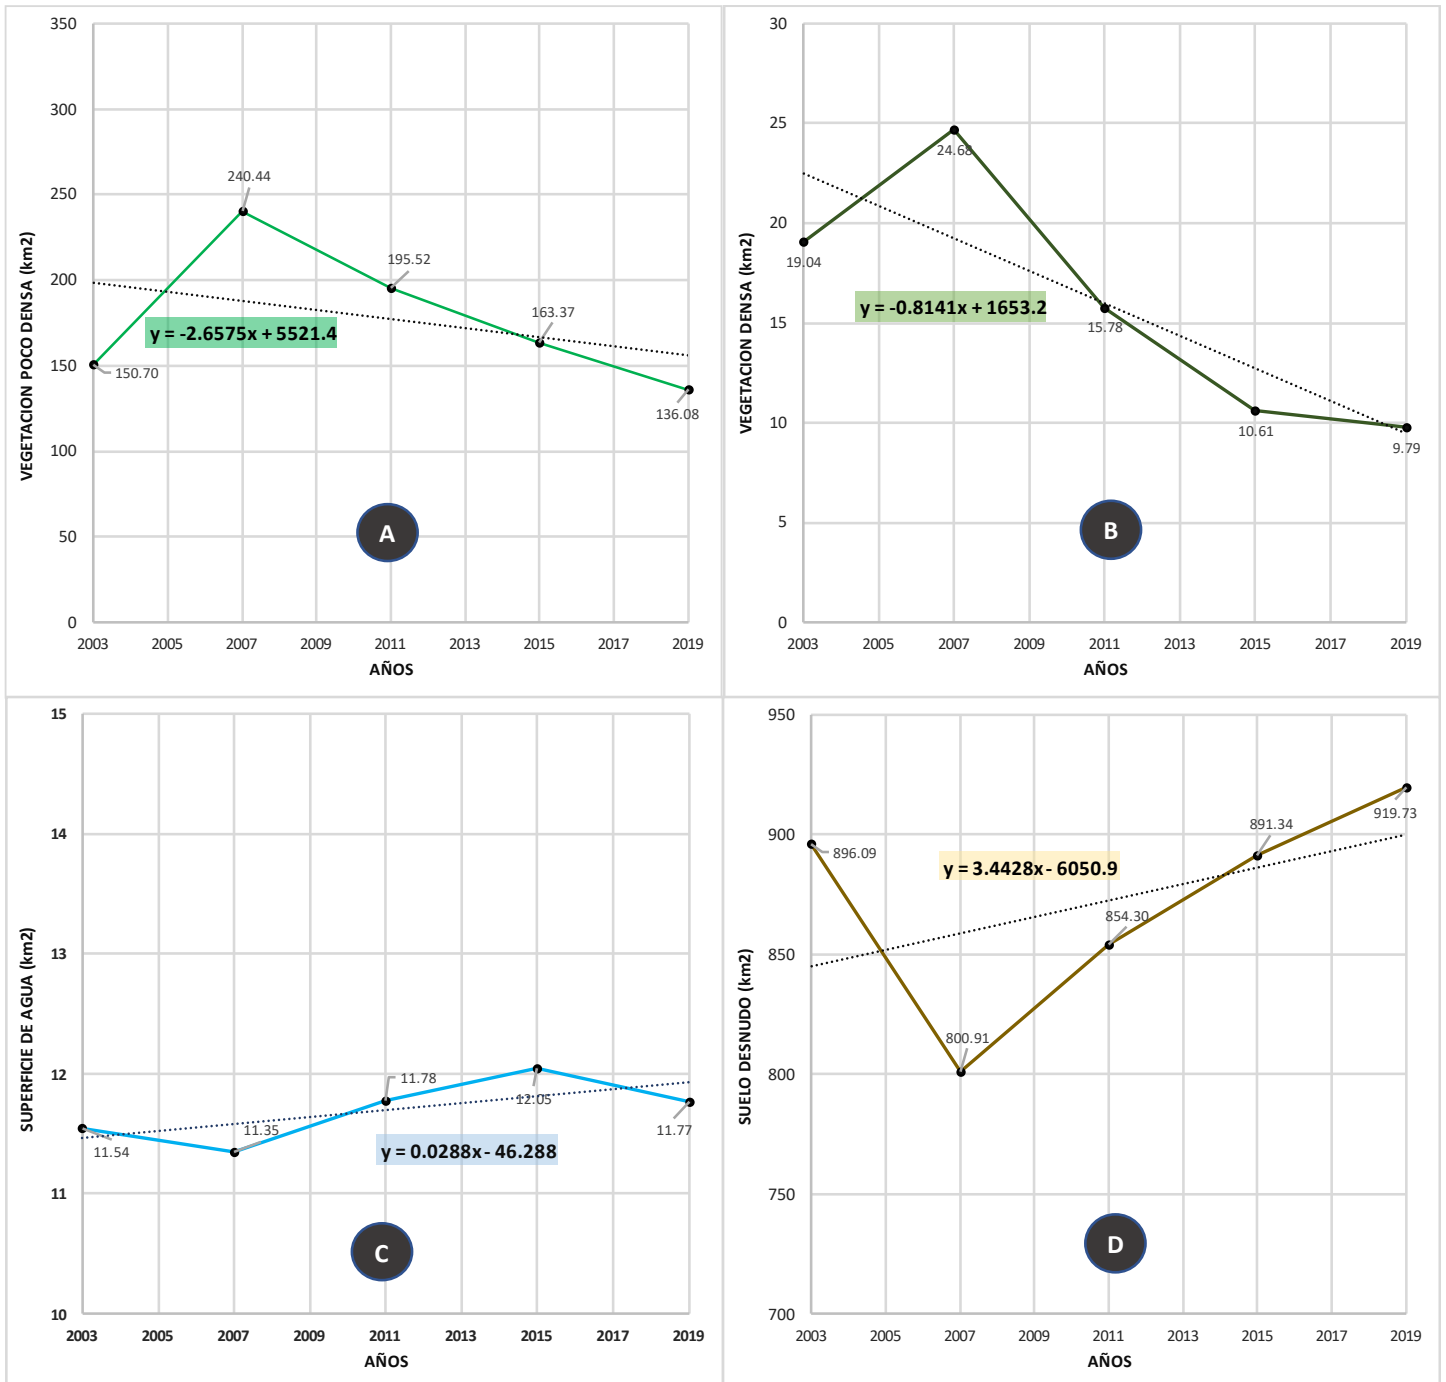 350
300
250
200
150
100
50
0
VEGETACION POCO DENSA (km2)
240.44
195.52
163.37
150.70
136.08
y = -2.6575x + 5521.4
A
2003 2005 2007 2009 2011 2013 2015 2017 2019
AÑOS
30
25
20
15
10
5
0
VEGETACION DENSA (km2)
24.68
19.04
15.78
10.61
9.79
y = -0.8141x + 1653.2
B
2003 2005 2007 2009 2011 2013 2015 2017 2019
AÑOS
15
14
13
12
11
10
SUPERFICIE DE AGUA (km2)
11.78
12.05
11.35
11.77
11.54
y = 0.0288x - 46.288
C
2003 2005 2007 2009 2011 2013 2015 2017 2019
AÑOS
950
900
850
800
750
700
SUELO DESNUDO (km2)
919.73
891.34
896.09
854.30
800.91
y = 3.4428x - 6050.9
D
2003 2005 2007 2009 2011 2013 2015 2017 2019
AÑOS